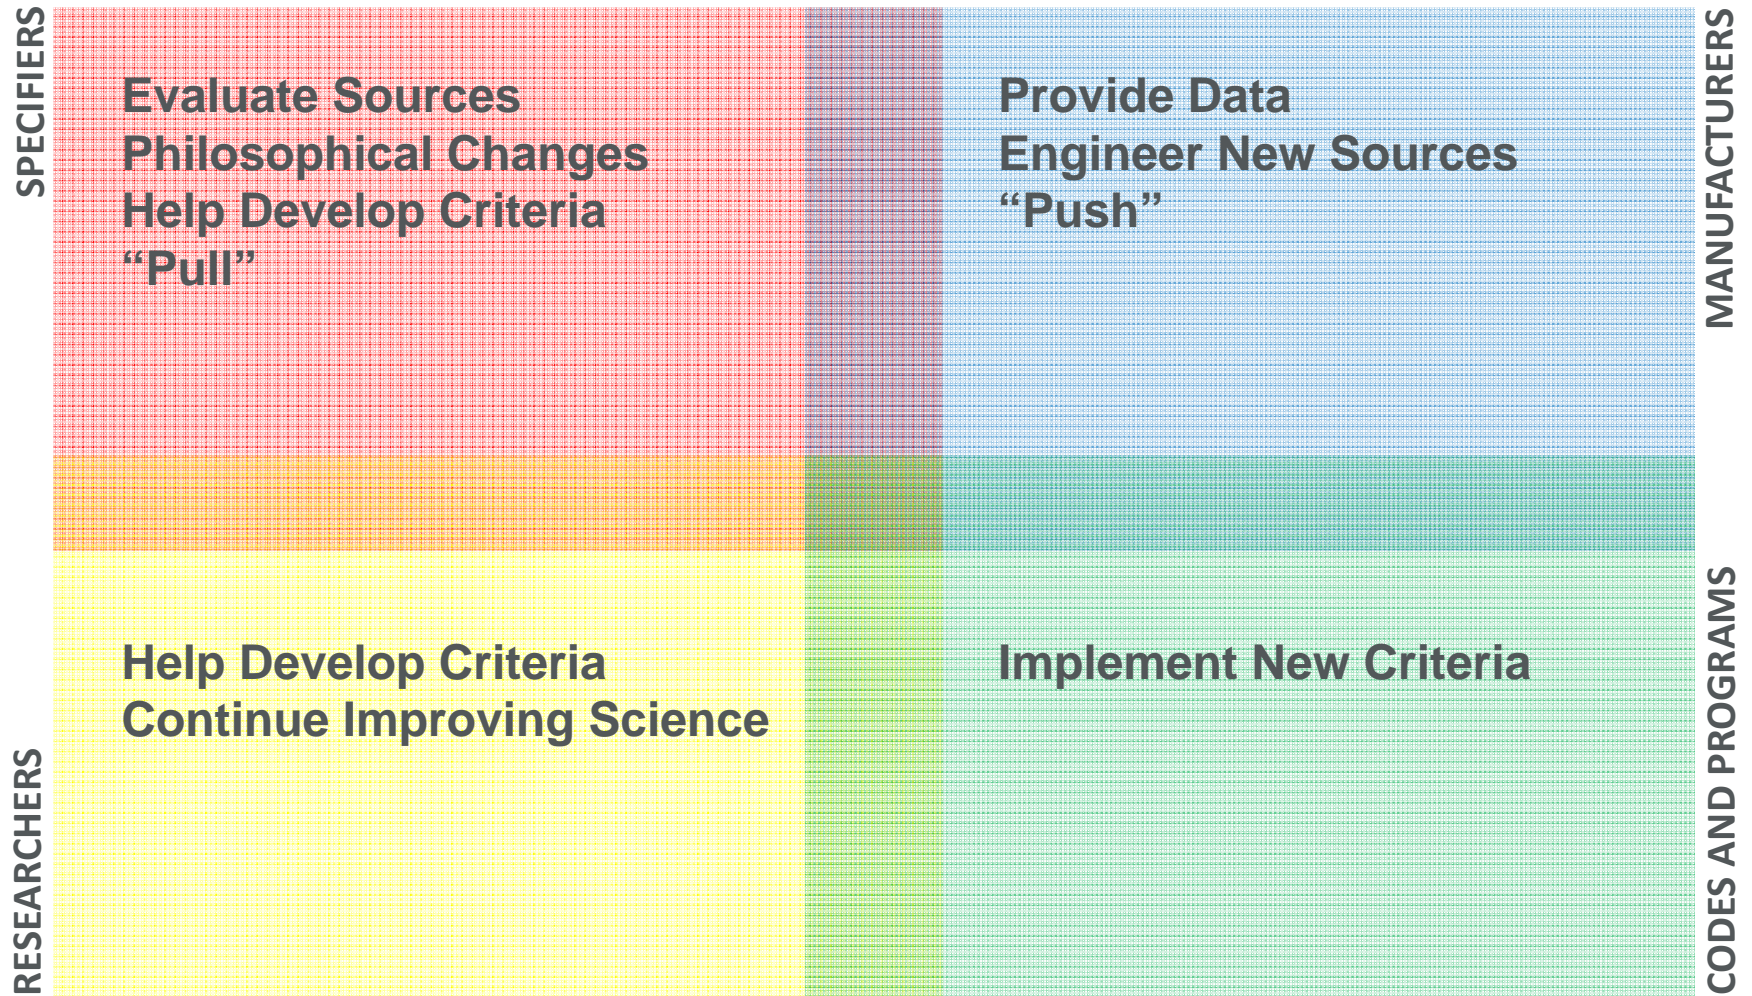 SPECIFIERS
Evaluate Sources
Philosophical Changes
Help Develop Criteria
“Pull”
MANUFACTURERS
Provide Data
Engineer New Sources
“Push”
RESEARCHERS
Help Develop Criteria
Continue Improving Science
CODES AND PROGRAMS
Implement New Criteria